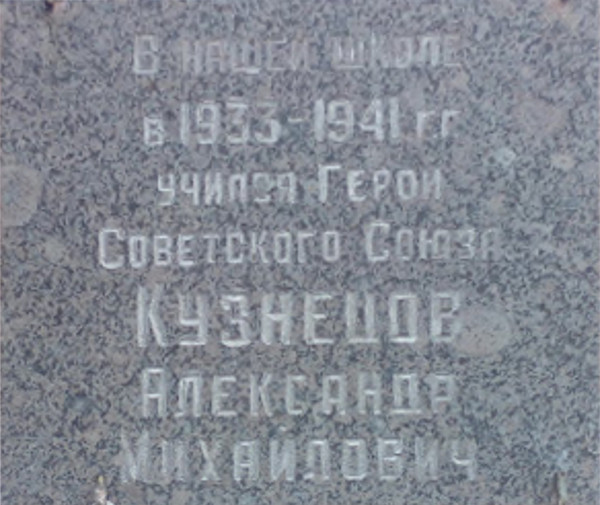 В нашей школе
в 1933-1941 г.г
учился Герой
Советского Союза
Кузнецов
Александр
Михайлович